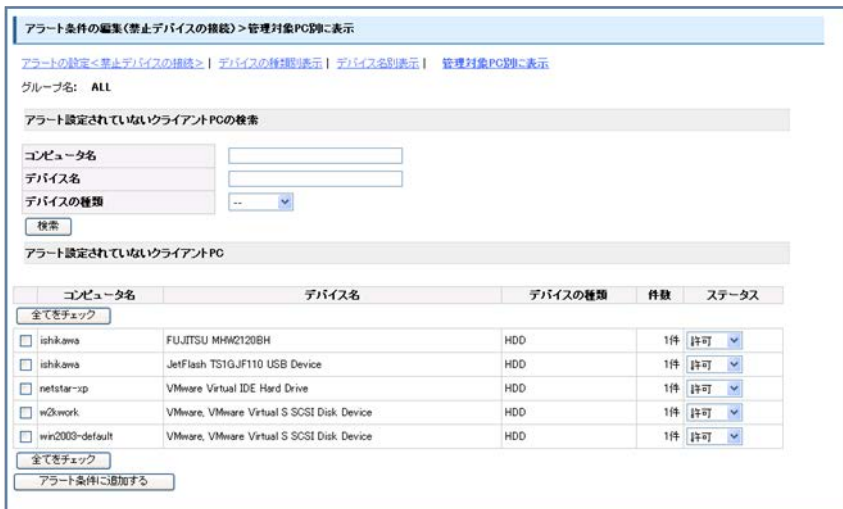 アラート条件の編集(禁止デバイスの接続)>管理対象PC別に表示
アラートの設定<禁止デバイスの接続> | デバイスの種類別表示 | デバイス名別表示 | 管理対象PC別に表示
グループ名: ALL
アラート設定されていないクライアントPCの検索
コンピュータ名
デバイス名
デバイスの種類 --
検索
アラート設定されていないクライアントPC
コンピュータ名 デバイス名 デバイスの種類 件数 ステータス
全てをチェック
ishikawa FUJITSU MHW2120BH HDD 1件 許可
ishikawa JetFlash TS1GJF110 USB Device HDD 1件 許可
netstar-xp VMware Virtual IDE Hard Drive HDD 1件 許可
w2kwork VMware, VMware Virtual S SCSI Disk Device HDD 1件 許可
win2003-default VMware, VMware Virtual S SCSI Disk Device HDD 1件 許可
全てをチェック
アラート条件に追加する